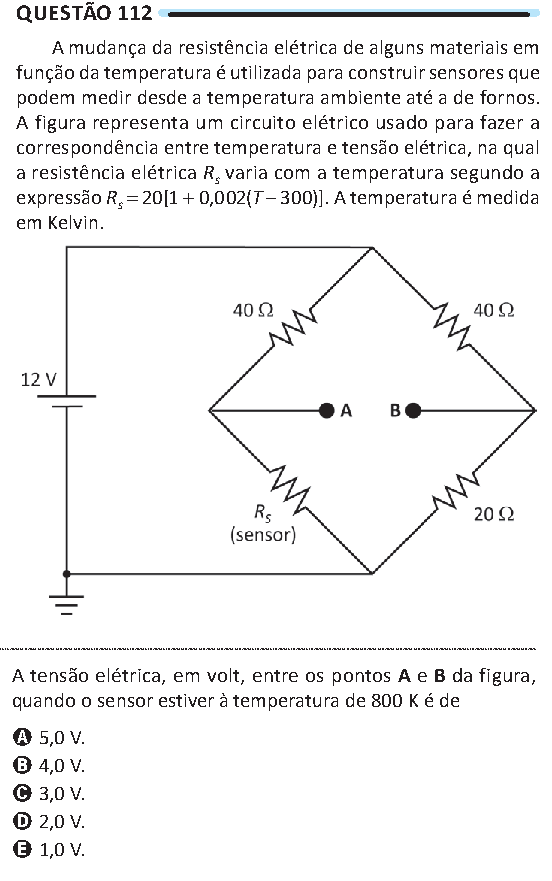 QUESTÃO 112
A mudança da resistência elétrica de alguns materiais em
função da temperatura é utilizada para construir sensores que
podem medir desde a temperatura ambiente até a de fornos.
A figura representa um circuito elétrico usado para fazer a
correspondência entre temperatura e tensão elétrica, na qual
a resistência elétrica Rs varia com a temperatura segundo a
expressão Rs = 20[1 + 0,002(T – 300)]. A temperatura é medida
em Kelvin.
40 Ω
40 Ω
12 V
A
B
Rs
(sensor)
20 Ω
A tensão elétrica, em volt, entre os pontos A e B da figura,
quando o sensor estiver à temperatura de 800 K é de
A 5,0 V.
B 4,0 V.
C 3,0 V.
D 2,0 V.
E 1,0 V.